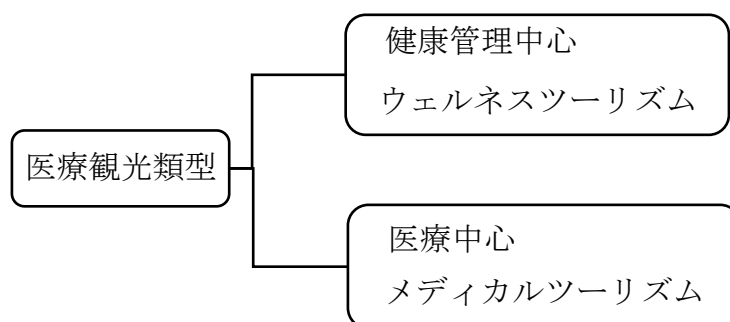 健康管理中心
ウェルネスツーリズム
医療観光類型
医療中心
メディカルツーリズム